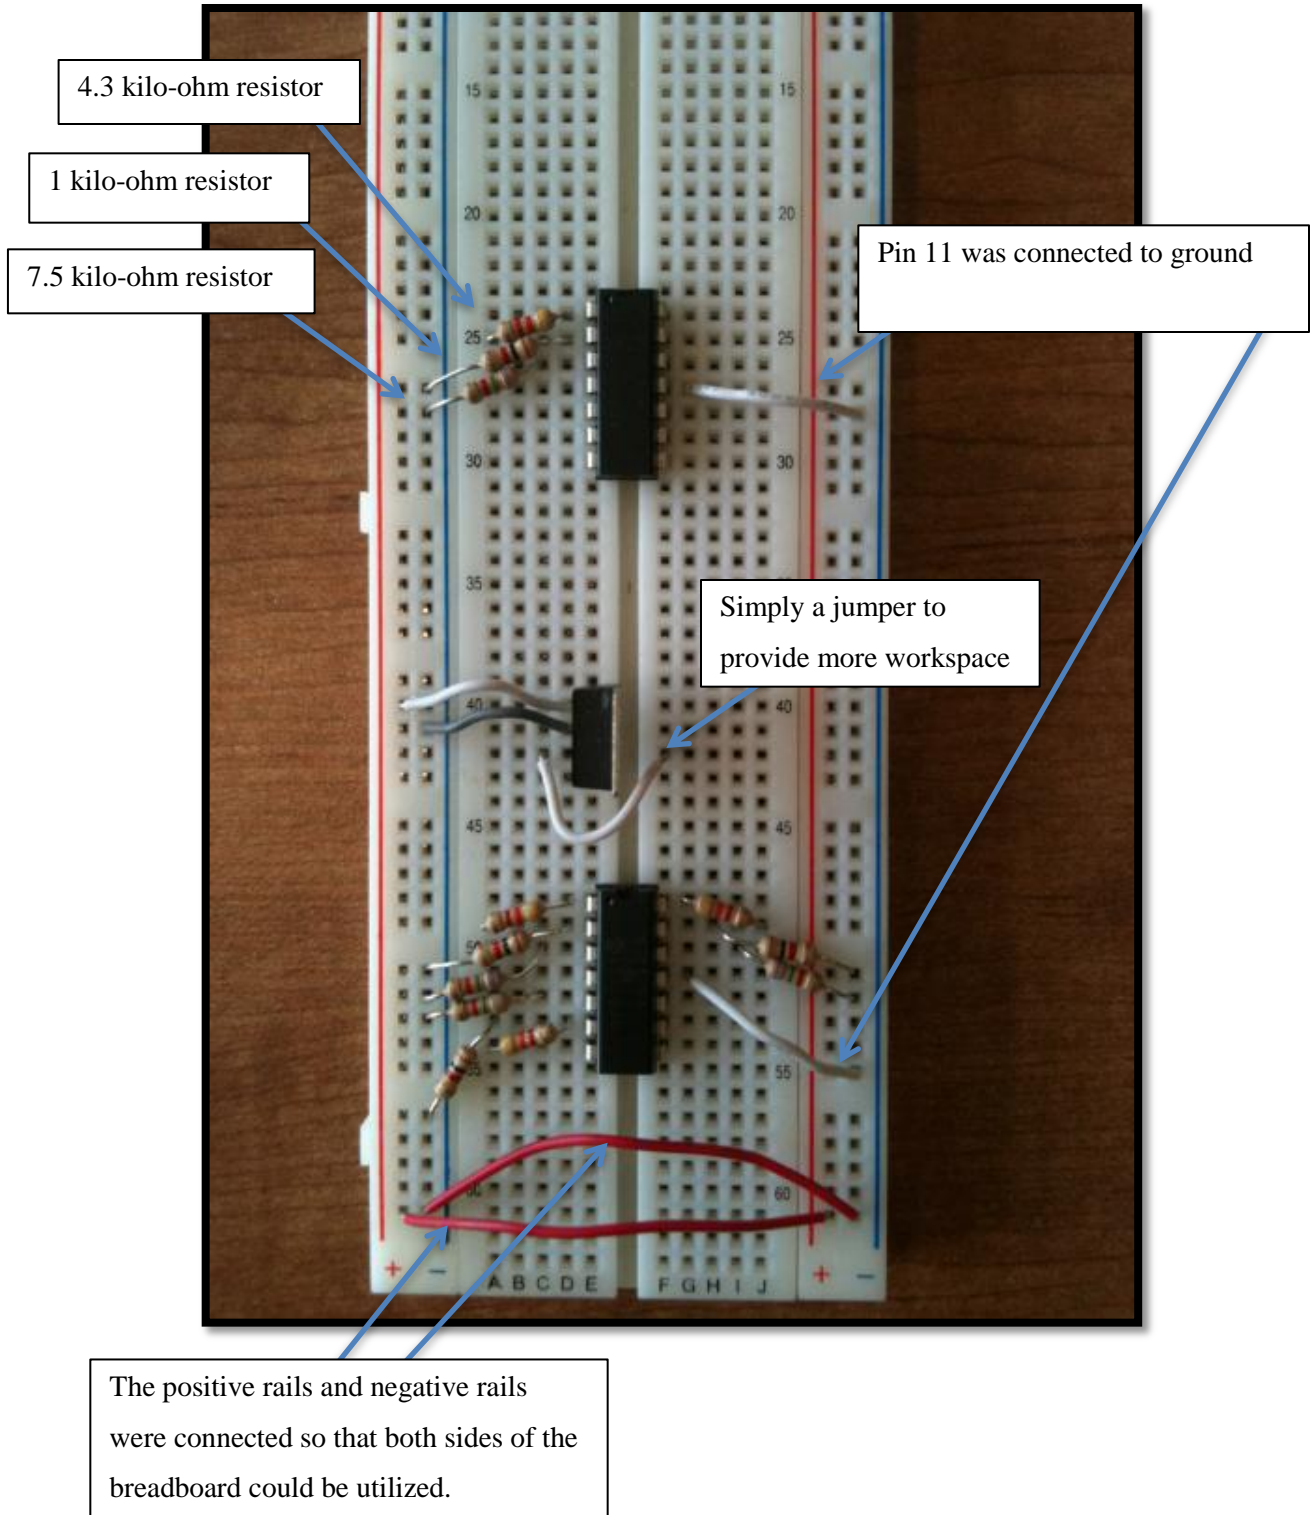 4.3 kilo-ohm resistor
1 kilo-ohm resistor
7.5 kilo-ohm resistor
Pin 11 was connected to ground
Simply a jumper to
provide more workspace
15 15
20 20
25 25
30 30
35
40 40
45 45
50
55 55
60 60
+ − A B C D E F G H I J + −
The positive rails and negative rails
were connected so that both sides of the
breadboard could be utilized.